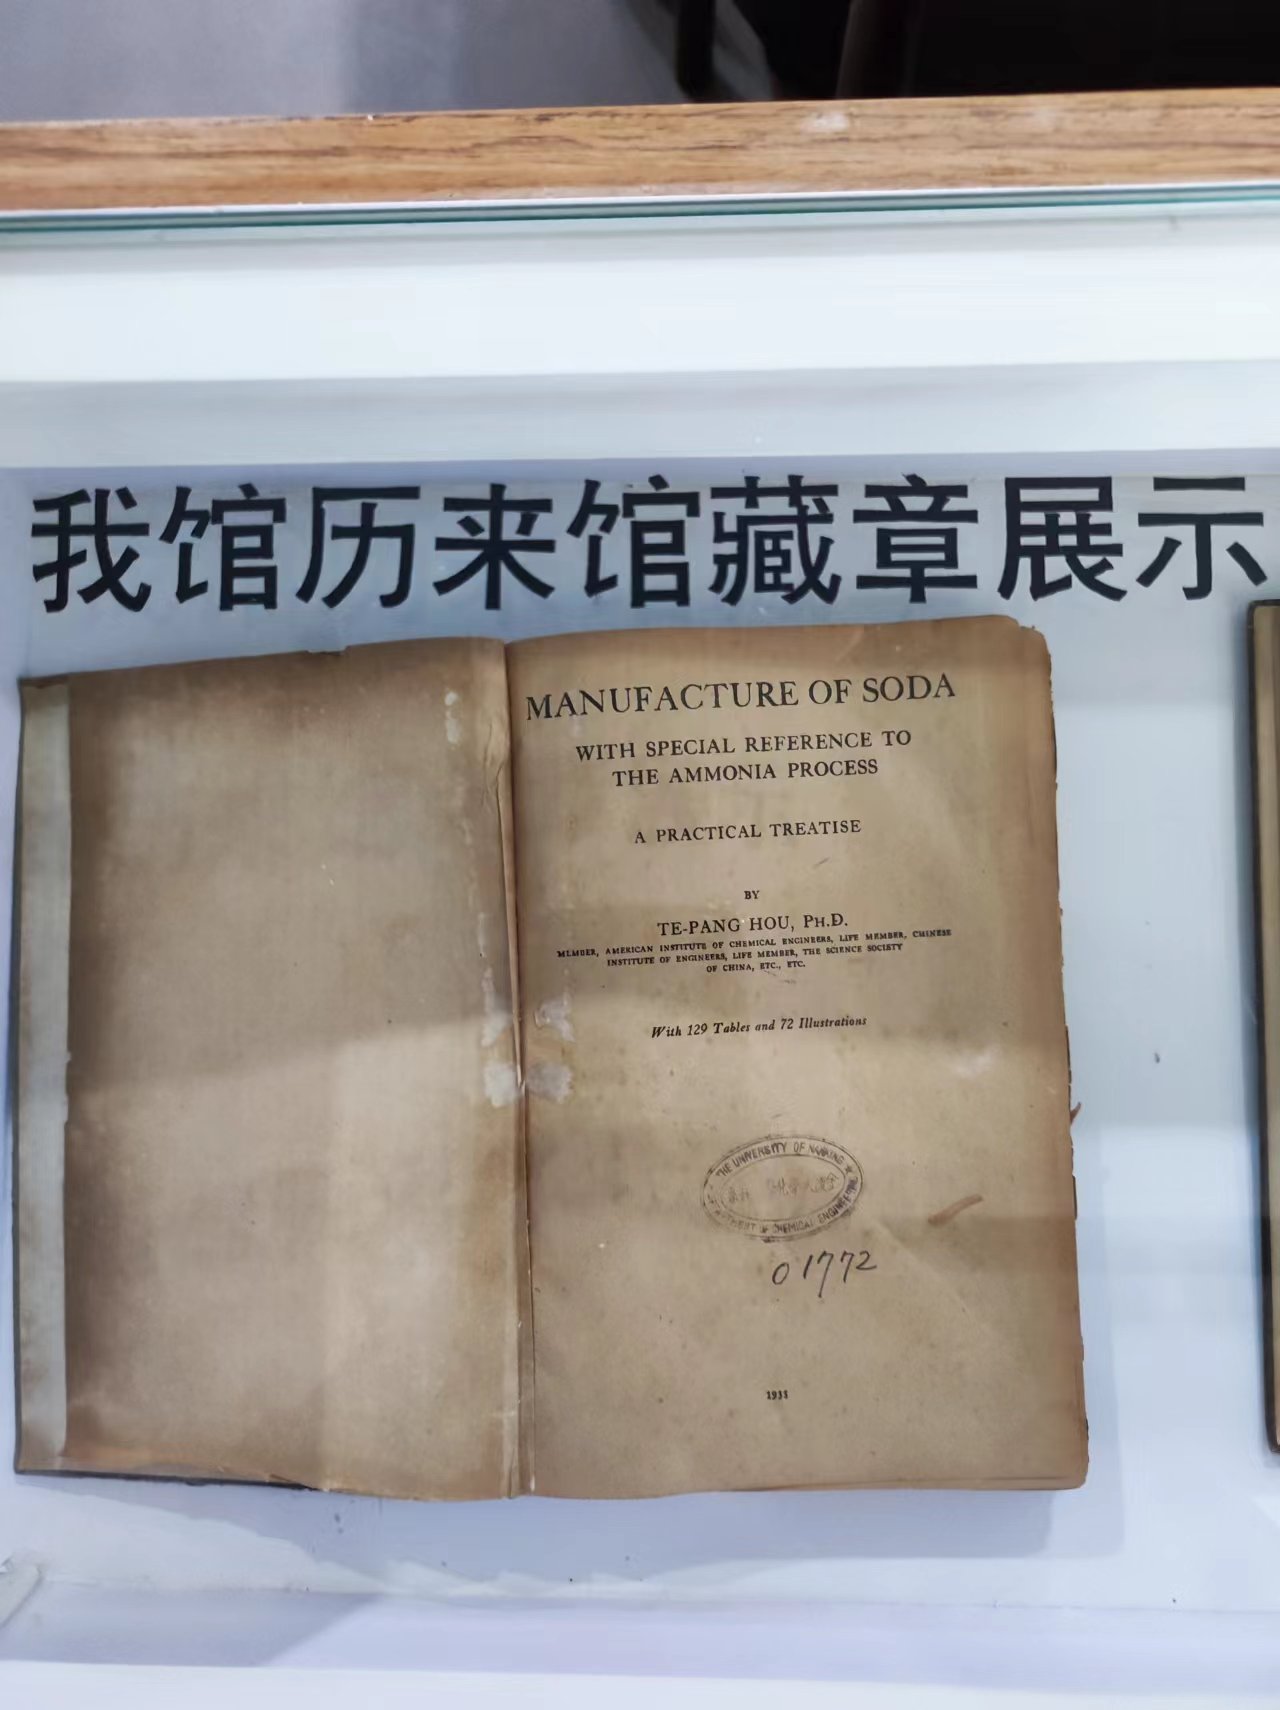 我馆历来馆藏章展示
MANUFACTURE OF SODA
WITH SPECIAL REFERENCE TO
THE AMMONIA PROCESS
A PRACTICAL TREATISE
BY
TE-PANG HOU, PH.D.
MEMBER, AMERICAN INSTITUTE OF CHEMICAL ENGINEERS, LIFE MEMBER, CHINESE
INSTITUTE OF ENGINEERS, LIFE MEMBER, THE SCIENCE SOCIETY
OF CHINA, ETC., ETC.
With 129 Tables and 72 Illustrations
THE UNIVERSITY OF NANKING
OF CHEMICAL ENGINEERING
01772